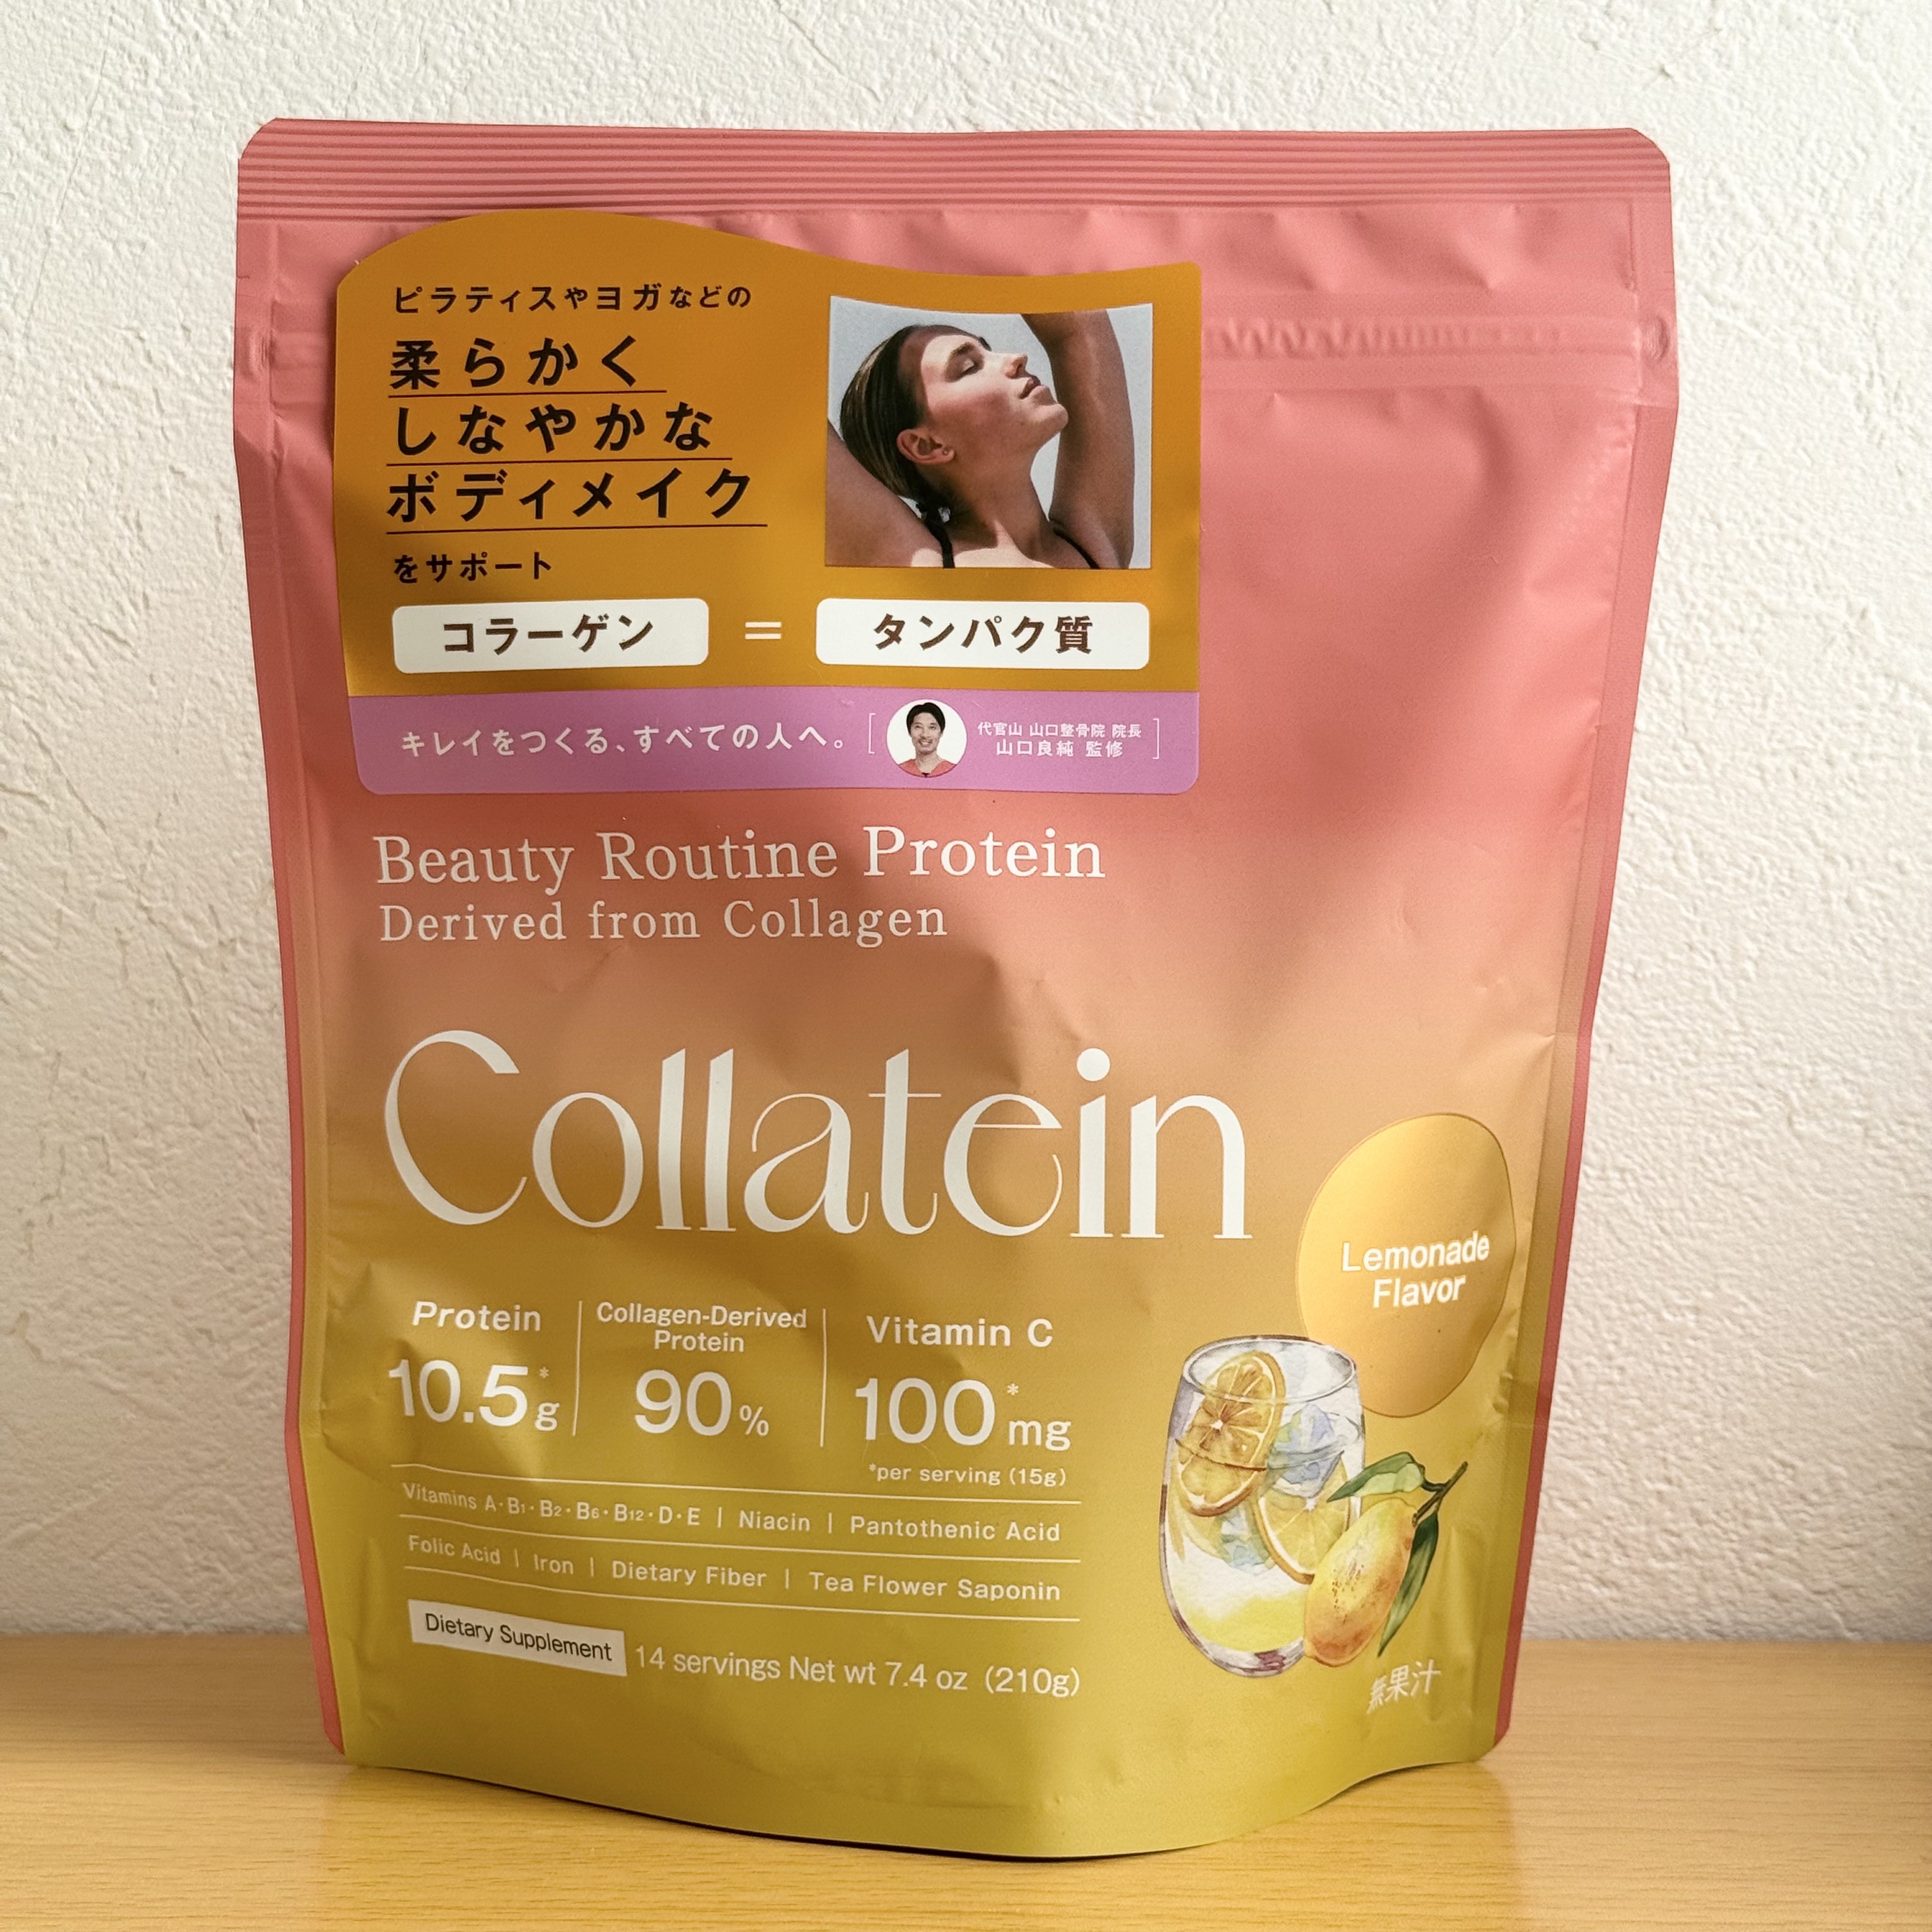 ピラティスやヨガなどの
柔らかく
しなやかな
ボディメイク
をサポート
コラーゲン = タンパク質
キレイをつくる、すべての人へ。
代官山 山口整骨院 院長
山口良純 監修
Beauty Routine Protein
Derived from Collagen
Collatein
Lemonade
Flavor
Protein
10.5*g
Collagen-Derived
Protein
90%
Vitamin C
100*mg
*per serving (15g)
Vitamins A・B1・B2・B6・B12・D・E | Niacin | Pantothenic Acid
Folic Acid | Iron | Dietary Fiber | Tea Flower Saponin
Dietary Supplement 14 servings Net wt 7.4 oz (210g)
無果汁